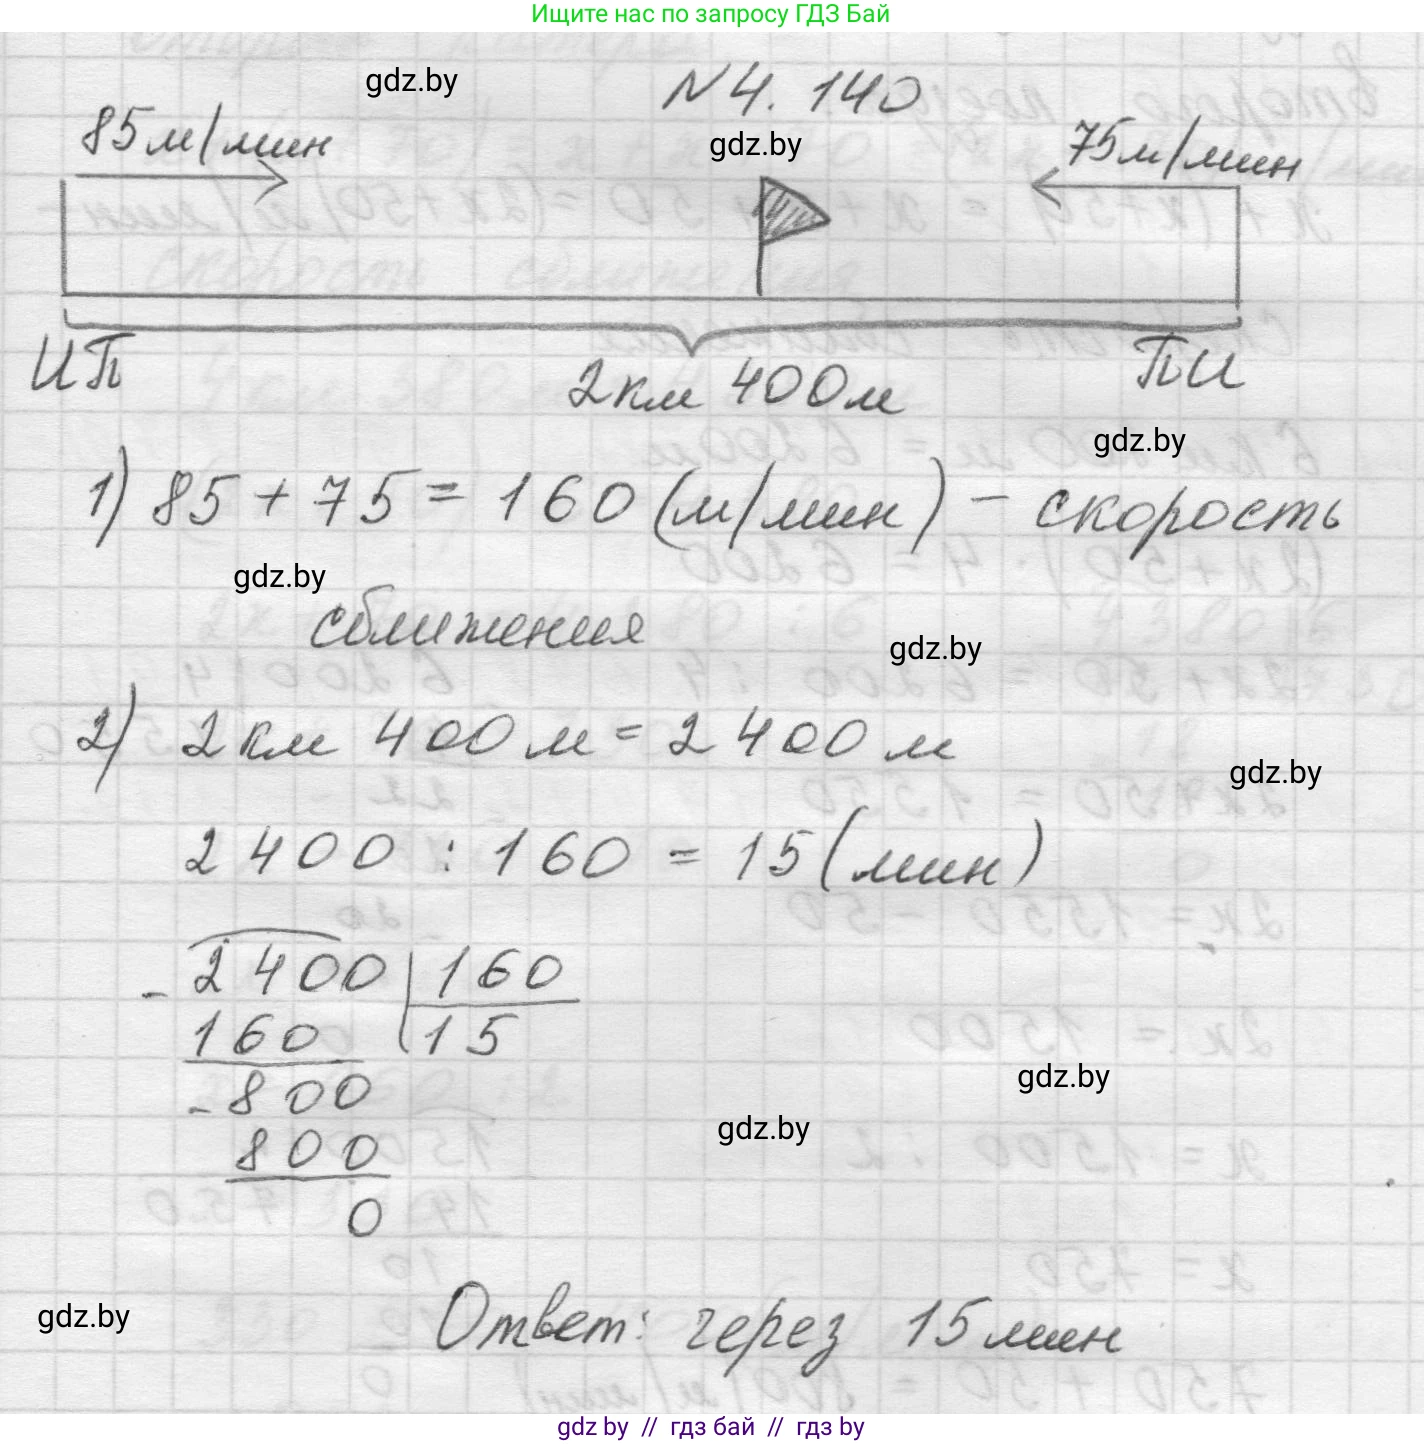 Ищите нас по запросу ГДЗ Бай
gdz.by
№4.140
85м/мин
gdz.by
75м/мин
ИП
2км 400м
ПИ
gdz.by
1) 85 + 75 = 160 (м/мин) - скорость
gdz.by
сближения
gdz.by
2) 2км 400м = 2400м
gdz.by
2400 : 160 = 15 (мин)
- 2400 160
160 15
- 800
gdz.by
800
gdz.by
0
gdz.by
Ответ: через 15мин
gdz by // гдз бай // гдз by